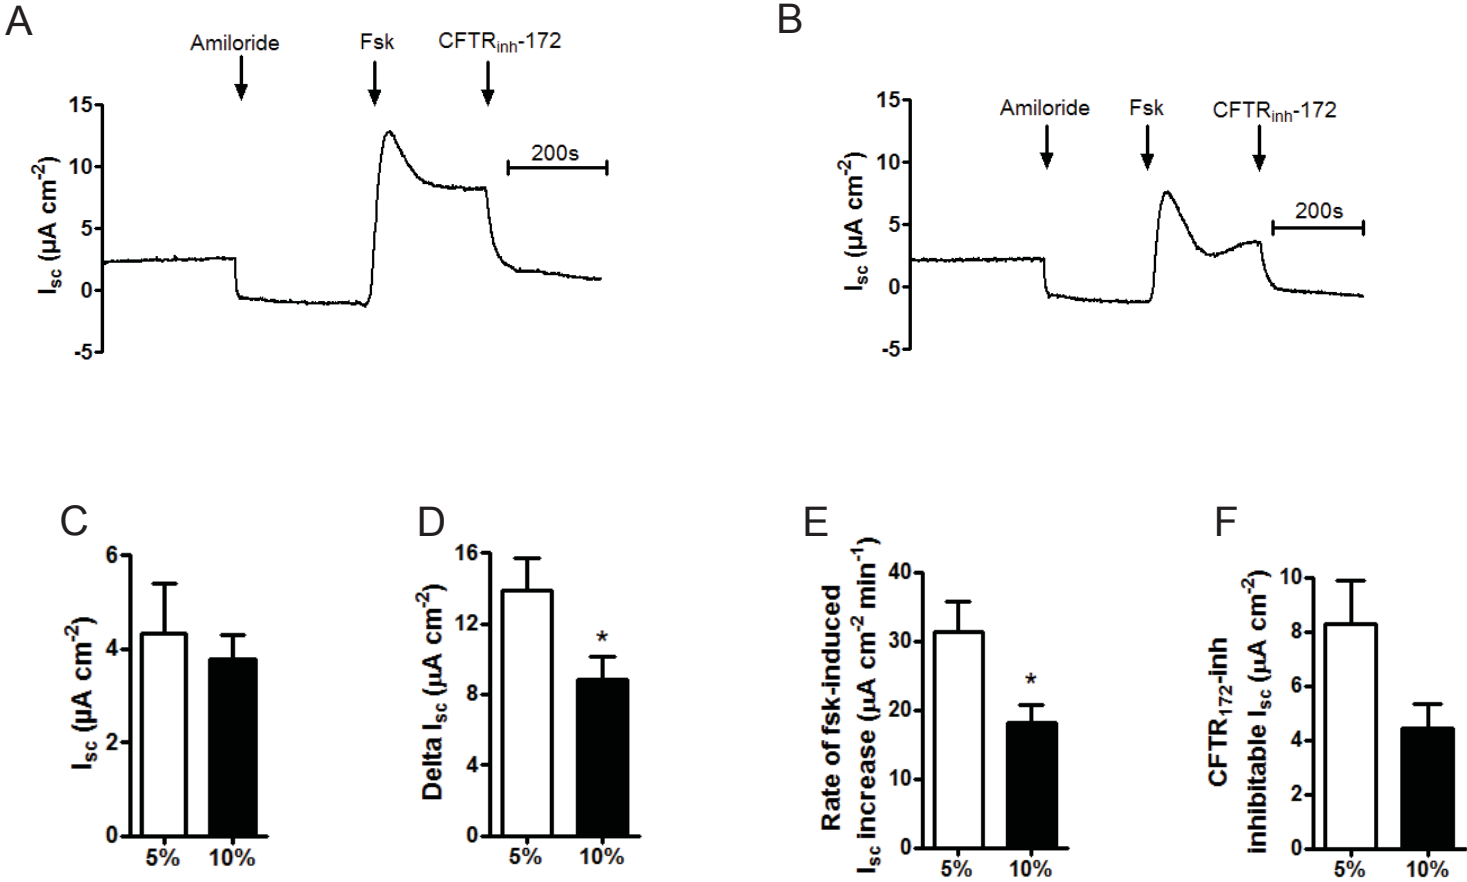 A
Amiloride Fsk CFTRinh-172
15
10
5
0
-5
Isc (µA cm-2)
200s
B
Amiloride Fsk CFTRinh-172
15
10
5
0
-5
Isc (µA cm-2)
200s
C
6
4
2
0
Isc (µA cm-2)
5% 10%
D
16
12
8
4
0
Delta Isc (µA cm-2)
*
5% 10%
E
40
30
20
10
0
Rate of fsk-induced
Isc increase (µA cm-2 min-1)
*
5% 10%
F
10
8
6
4
2
0
CFTR172-inh
inhibitable Isc (µA cm-2)
5% 10%